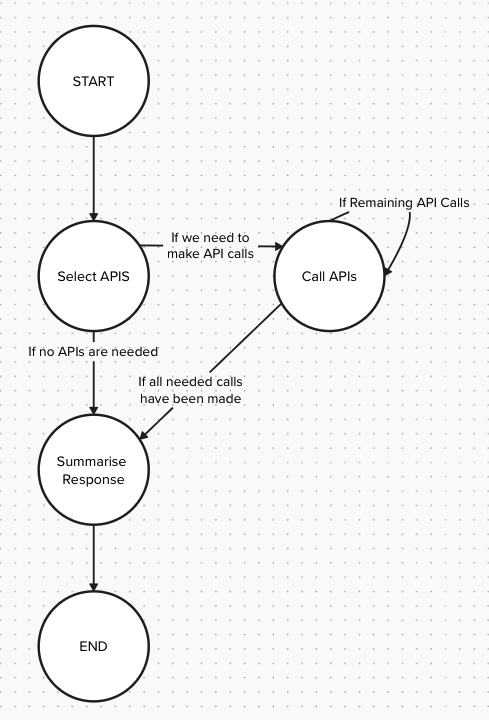 START
If Remaining API Calls
If we need to
make API calls
Select APIS
Call APIs
If no APIs are needed
If all needed calls
have been made
Summarise
Response
END